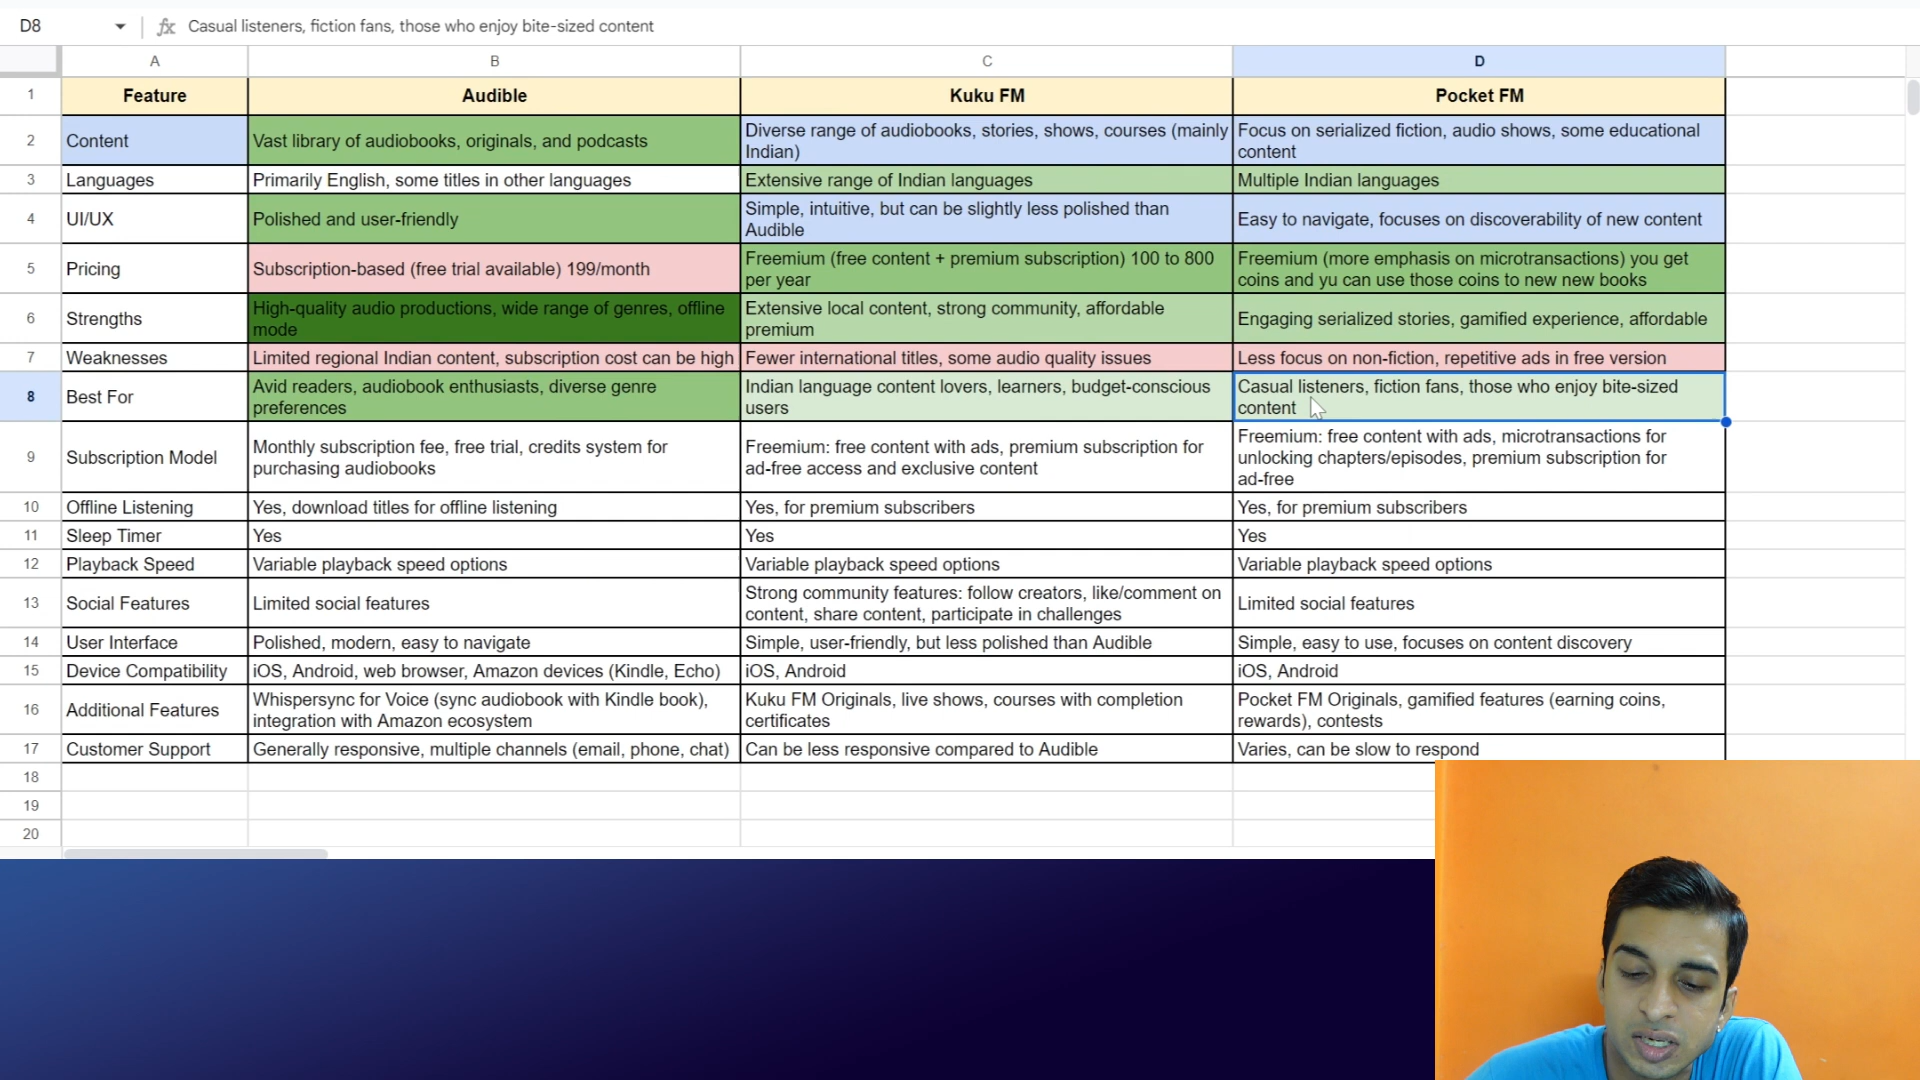 D8
fx Casual listeners, fiction fans, those who enjoy bite-sized content
A B C D
1 Feature Audible Kuku FM Pocket FM
2 Content Vast library of audiobooks, originals, and podcasts Diverse range of audiobooks, stories, shows, courses (mainly Indian) Focus on serialized fiction, audio shows, some educational content
3 Languages Primarily English, some titles in other languages Extensive range of Indian languages Multiple Indian languages
4 UI/UX Polished and user-friendly Simple, intuitive, but can be slightly less polished than Audible Easy to navigate, focuses on discoverability of new content
5 Pricing Subscription-based (free trial available) 199/month Freemium (free content + premium subscription) 100 to 800 per year Freemium (more emphasis on microtransactions) you get coins and yu can use those coins to new new books
6 Strengths High-quality audio productions, wide range of genres, offline mode Extensive local content, strong community, affordable premium Engaging serialized stories, gamified experience, affordable
7 Weaknesses Limited regional Indian content, subscription cost can be high Fewer international titles, some audio quality issues Less focus on non-fiction, repetitive ads in free version
8 Best For Avid readers, audiobook enthusiasts, diverse genre preferences Indian language content lovers, learners, budget-conscious users Casual listeners, fiction fans, those who enjoy bite-sized content
9 Subscription Model Monthly subscription fee, free trial, credits system for purchasing audiobooks Freemium: free content with ads, premium subscription for ad-free access and exclusive content Freemium: free content with ads, microtransactions for unlocking chapters/episodes, premium subscription for ad-free
10 Offline Listening Yes, download titles for offline listening Yes, for premium subscribers Yes, for premium subscribers
11 Sleep Timer Yes Yes Yes
12 Playback Speed Variable playback speed options Variable playback speed options Variable playback speed options
13 Social Features Limited social features Strong community features: follow creators, like/comment on content, share content, participate in challenges Limited social features
14 User Interface Polished, modern, easy to navigate Simple, user-friendly, but less polished than Audible Simple, easy to use, focuses on content discovery
15 Device Compatibility iOS, Android, web browser, Amazon devices (Kindle, Echo) iOS, Android iOS, Android
16 Additional Features Whispersync for Voice (sync audiobook with Kindle book), integration with Amazon ecosystem Kuku FM Originals, live shows, courses with completion certificates Pocket FM Originals, gamified features (earning coins, rewards), contests
17 Customer Support Generally responsive, multiple channels (email, phone, chat) Can be less responsive compared to Audible Varies, can be slow to respond
18
19
20